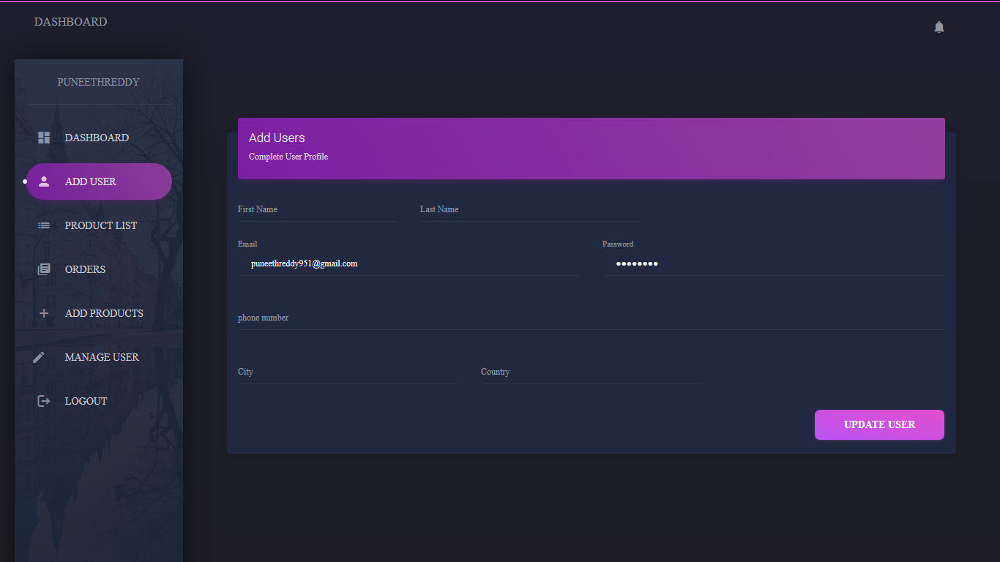 DASHBOARD
PUNEETHREDDY
DASHBOARD
ADD USER
PRODUCT LIST
ORDERS
ADD PRODUCTS
MANAGE USER
LOGOUT
Add Users
Complete User Profile
First Name Last Name
Email Password
puneethreddy951@gmail.com ●●●●●●●●
phone number
City Country
UPDATE USER